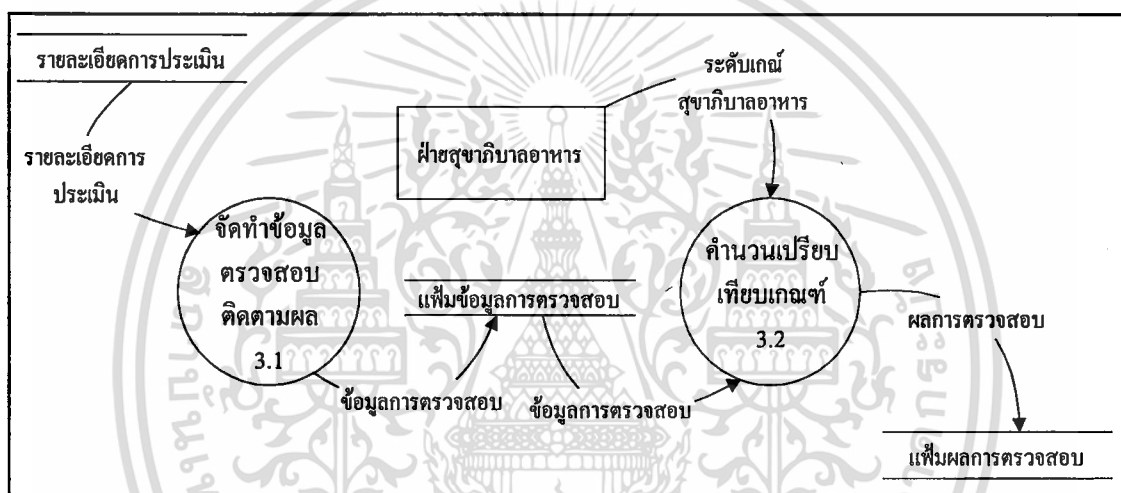 รายละเอียดการประเมิน
รายละเอียดการ
ประเมิน
จัดทำข้อมูล
ตรวจสอบ
ติดตามผล
3.1
ฝ่ายสุขาภิบาลอาหาร
ระดับเกณ์
สุขาภิบาลอาหาร
แฟ้มข้อมูลการตรวจสอบ
ข้อมูลการตรวจสอบ
ข้อมูลการตรวจสอบ
คำนวนเปรียบ
เทียบเกณฑ์
3.2
ผลการตรวจสอบ
แฟ้มผลการตรวจสอบ